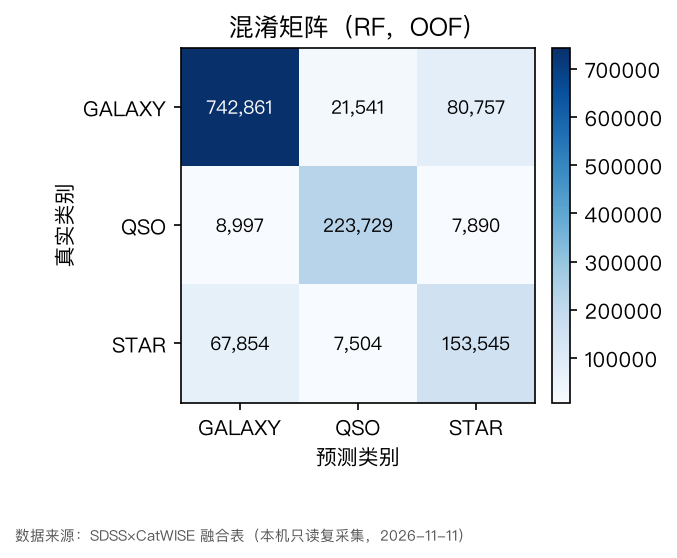 混淆矩阵（RF，OOF）
GALAXY 742,861 21,541 80,757
QSO 8,997 223,729 7,890
STAR 67,854 7,504 153,545
GALAXY QSO STAR
预测类别
真实类别
700000
600000
500000
400000
300000
200000
100000
数据来源：SDSS×CatWISE 融合表（本机只读复采集，2026-11-11）